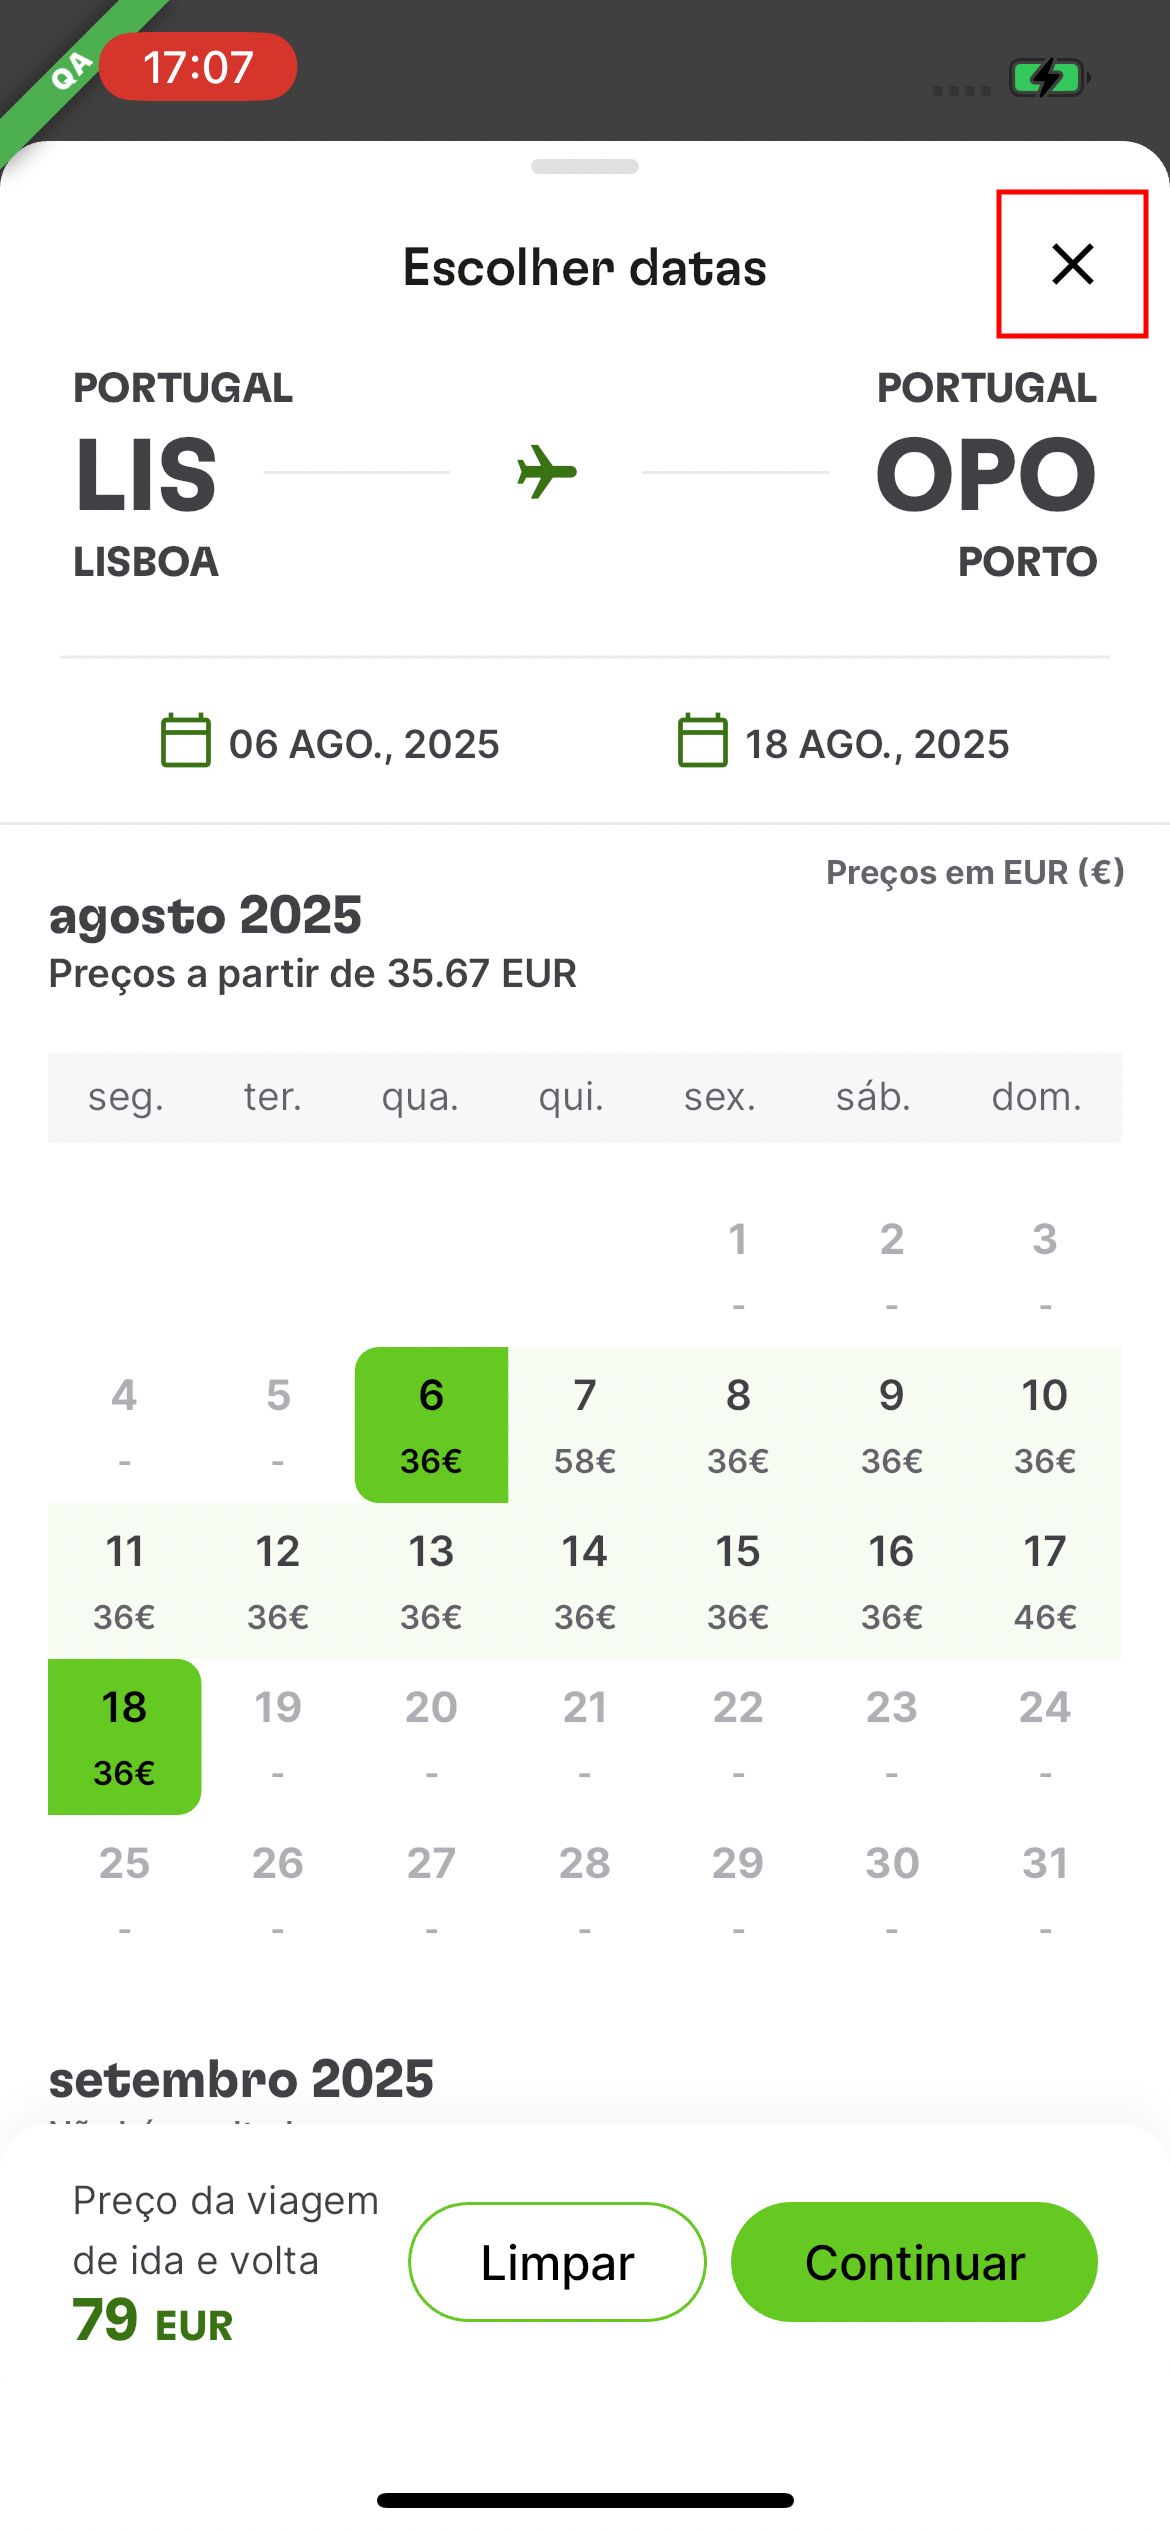 QA
17:07
Escolher datas
PORTUGAL PORTUGAL
LIS OPO
LISBOA PORTO
06 AGO., 2025 18 AGO., 2025
Preços em EUR (€)
agosto 2025
Preços a partir de 35.67 EUR
seg. ter. qua. qui. sex. sáb. dom.
1 2 3
- - -
4 5 6 7 8 9 10
- - 36€ 58€ 36€ 36€ 36€
11 12 13 14 15 16 17
36€ 36€ 36€ 36€ 36€ 36€ 46€
18 19 20 21 22 23 24
36€ - - - - - -
25 26 27 28 29 30 31
- - - - - - -
setembro 2025
Preço da viagem
de ida e volta
79 EUR
Limpar
Continuar